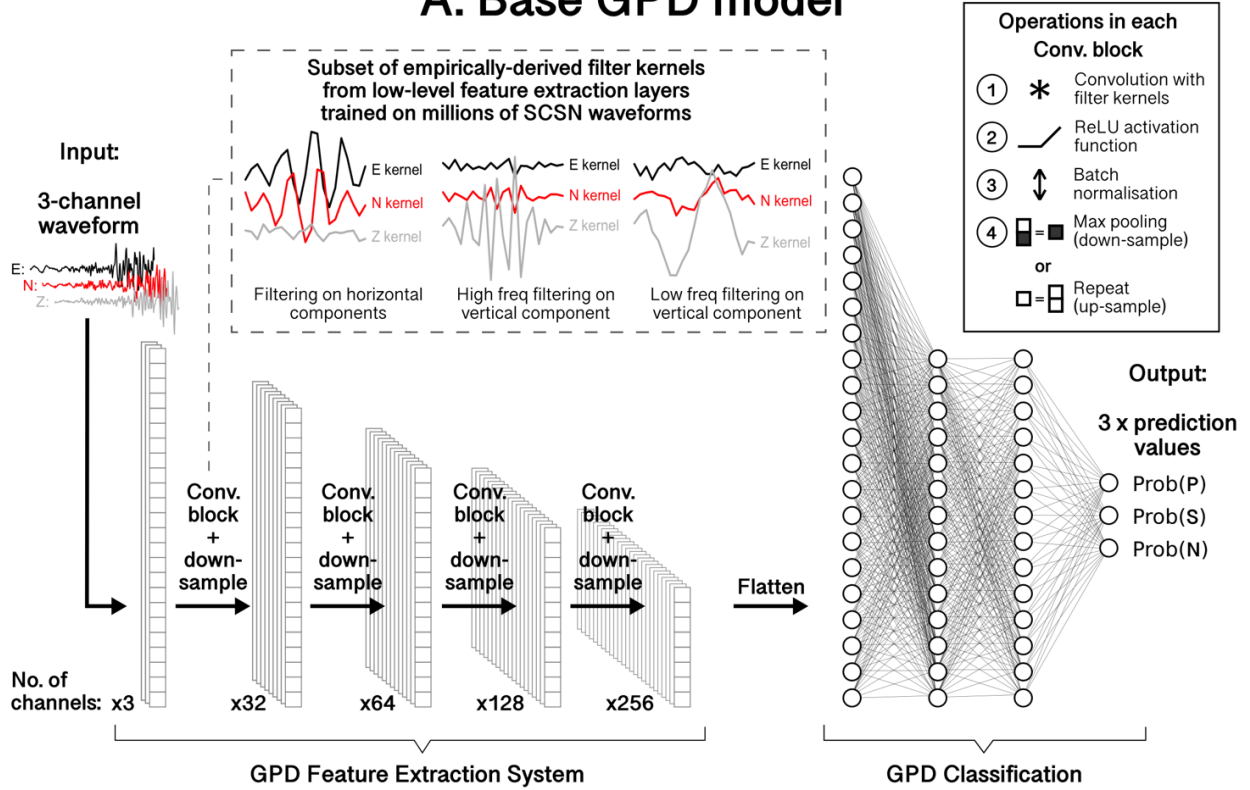 A. Base GPD model
Operations in each
Conv. block
1
Convolution with
filter kernels
2
ReLU activation
function
3
Batch
normalisation
4
=
Max pooling
(down-sample)
or
=
Repeat
(up-sample)
Subset of empirically-derived filter kernels
from low-level feature extraction layers
trained on millions of SCSN waveforms
E kernel
N kernel
Z kernel
Filtering on horizontal
components
E kernel
N kernel
Z kernel
High freq filtering on
vertical component
E kernel
N kernel
Z kernel
Low freq filtering on
vertical component
Input:
3-channel
waveform
E:
N:
Z:
Conv.
block
+
down-
sample
Conv.
block
+
down-
sample
Conv.
block
+
down-
sample
Conv.
block
+
down-
sample
Flatten
Output:
3 x prediction
values
Prob(P)
Prob(S)
Prob(N)
No. of
channels:
x3
x32
x64
x128
x256
GPD Feature Extraction System
GPD Classification